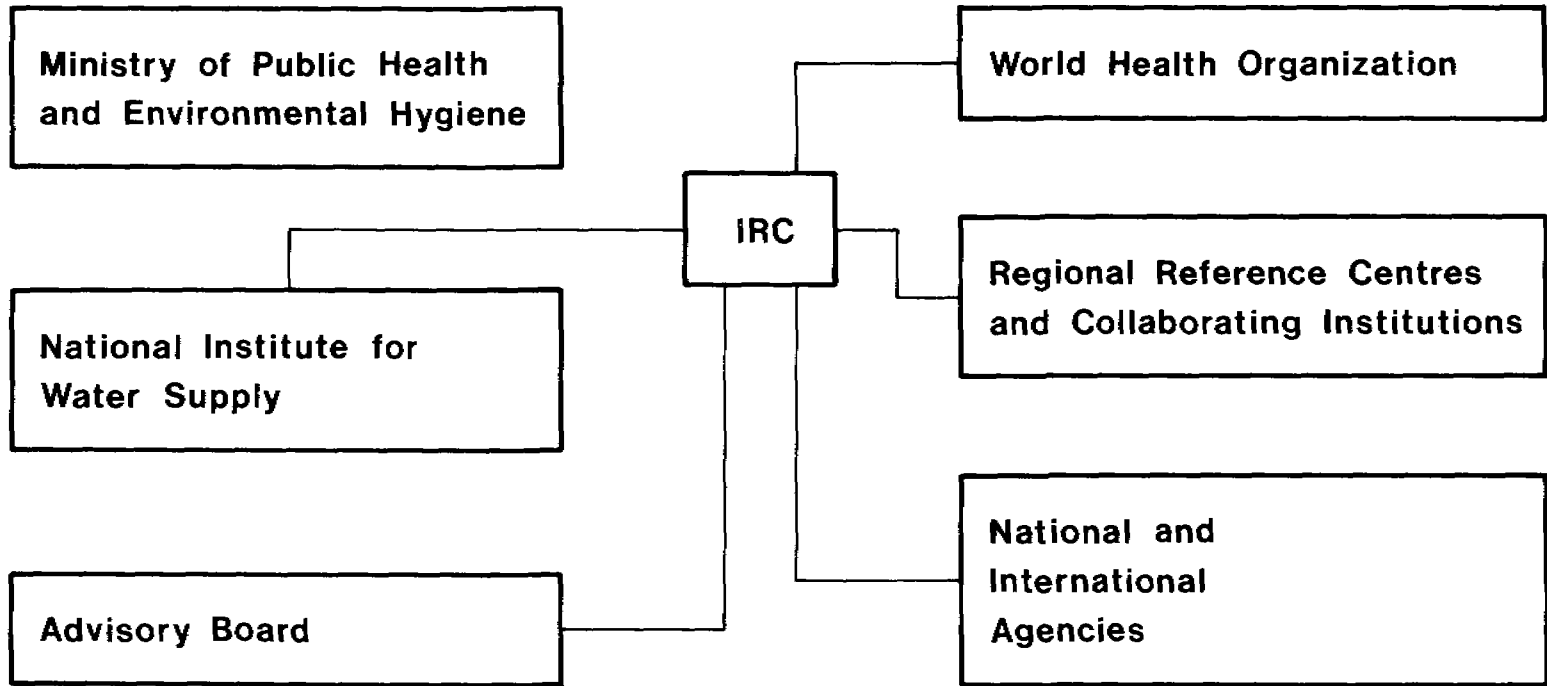 Ministry of Public Health
and Environmental Hygiene
World Health Organization
IRC
Regional Reference Centres
and Collaborating Institutions
National Institute for
Water Supply
National and
International
Agencies
Advisory Board